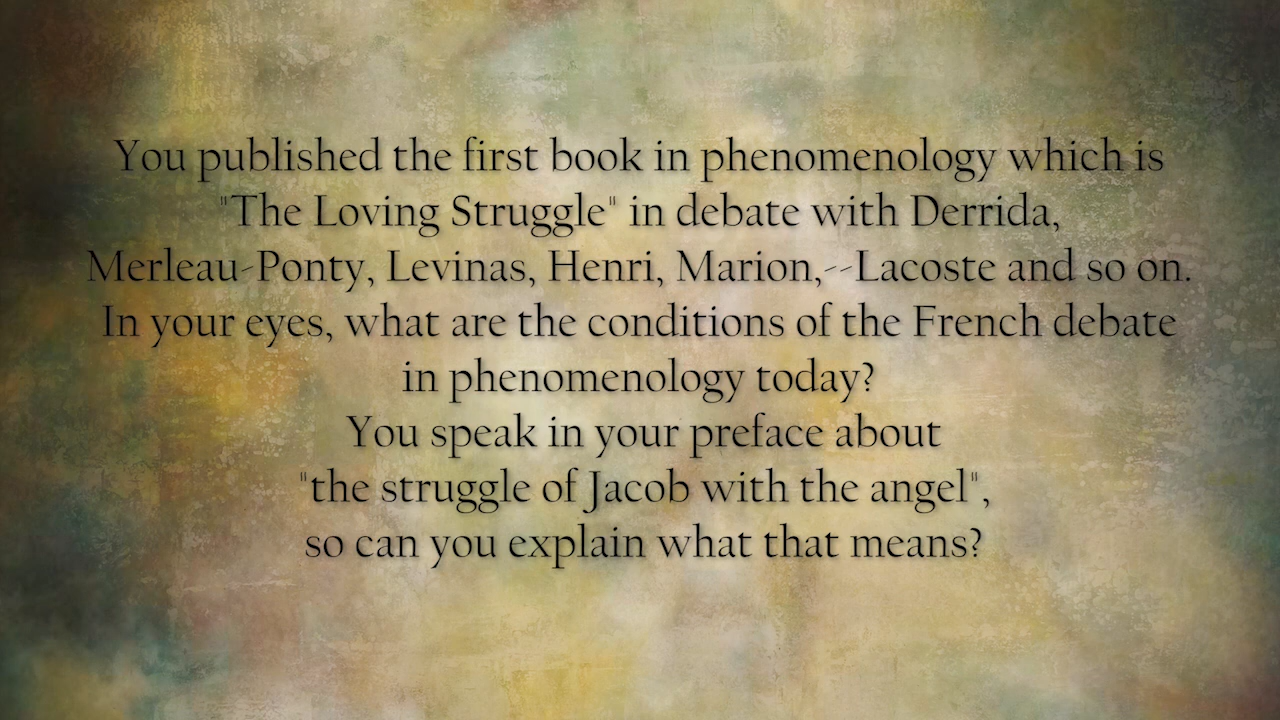 You published the first book in phenomenology which is
"The Loving Struggle" in debate with Derrida,
Merleau-Ponty, Levinas, Henri, Marion,--Lacoste and so on.
In your eyes, what are the conditions of the French debate
in phenomenology today?
You speak in your preface about
"the struggle of Jacob with the angel",
so can you explain what that means?